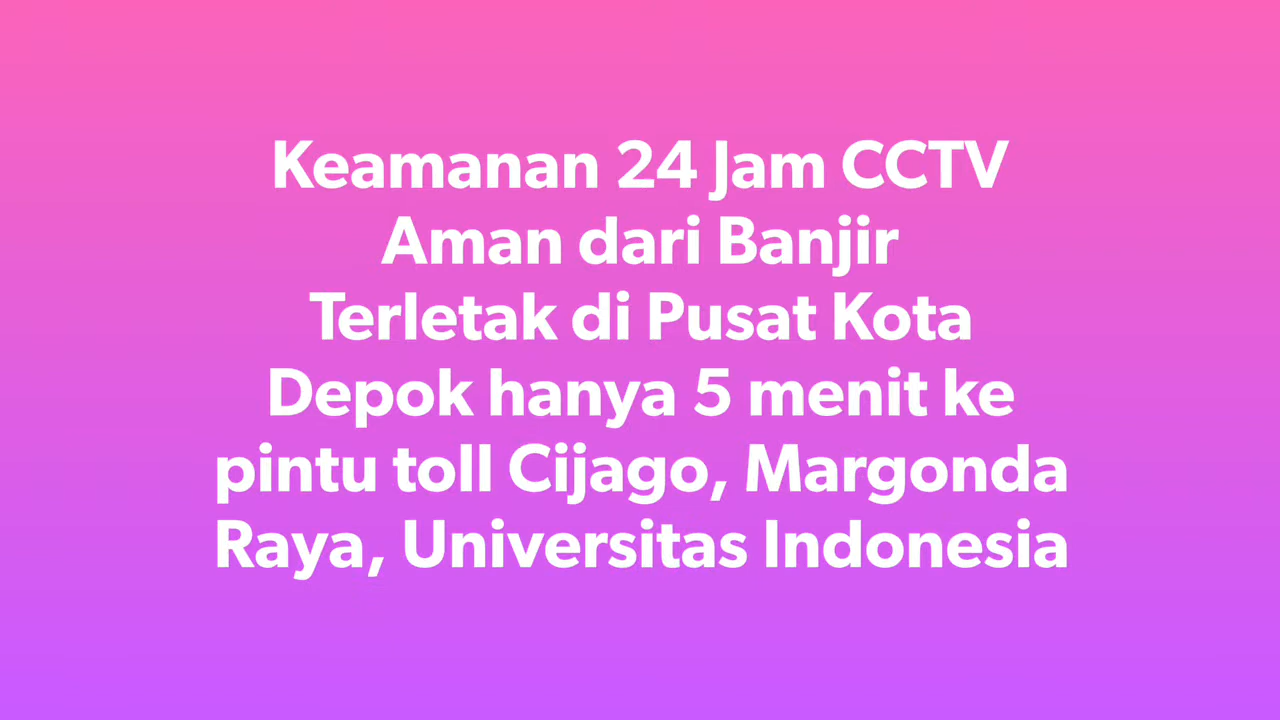 Keamanan 24 Jam CCTV
Aman dari Banjir
Terletak di Pusat Kota
Depok hanya 5 menit ke
pintu toll Cijago, Margonda
Raya, Universitas Indonesia